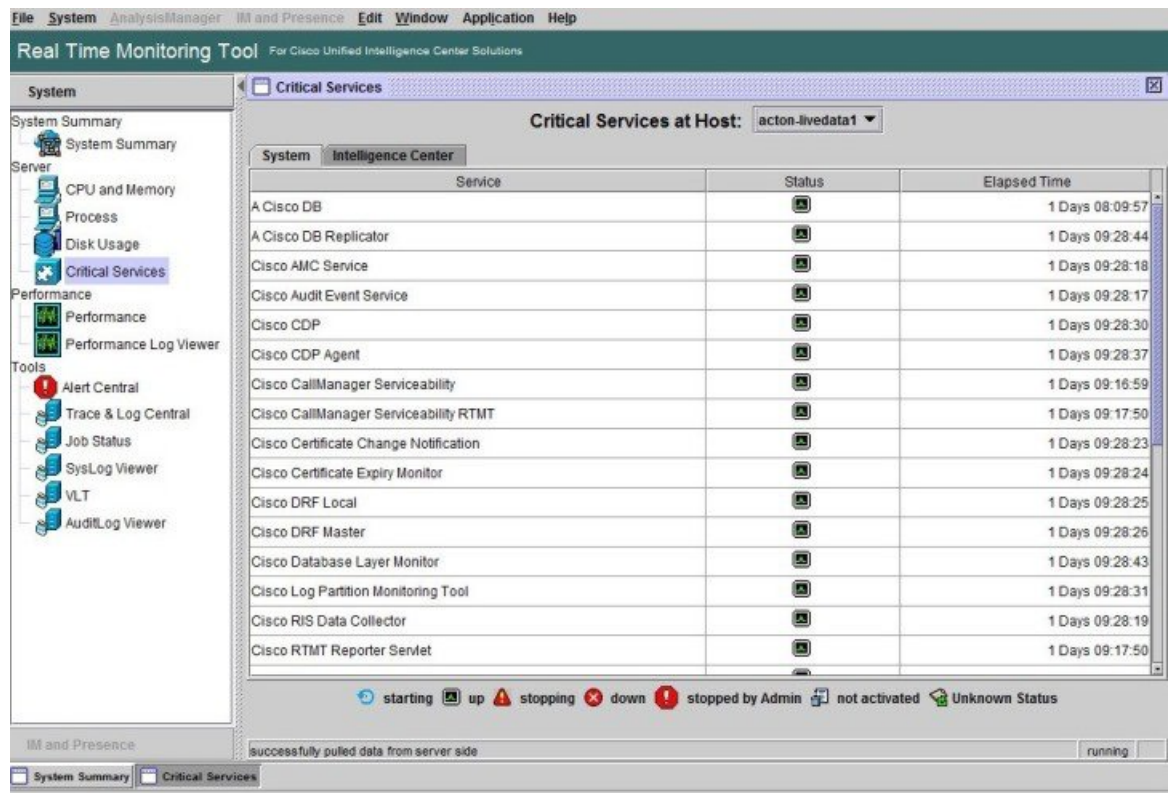 File System AnalysisManager IM and Presence Edit Window Application Help
Real Time Monitoring Tool For Cisco Unified Intelligence Center Solutions
System
System Summary
System Summary
Server
CPU and Memory
Process
Disk Usage
Critical Services
Performance
Performance
Performance Log Viewer
Tools
Alert Central
Trace & Log Central
Job Status
SysLog Viewer
VLT
AuditLog Viewer
IM and Presence
Critical Services
Critical Services at Host: acton-livedata1
System Intelligence Center
Service Status Elapsed Time
A Cisco DB 1 Days 08:09:57
A Cisco DB Replicator 1 Days 09:28:44
Cisco AMC Service 1 Days 09:28:18
Cisco Audit Event Service 1 Days 09:28:17
Cisco CDP 1 Days 09:28:30
Cisco CDP Agent 1 Days 09:28:37
Cisco CallManager Serviceability 1 Days 09:16:59
Cisco CallManager Serviceability RTMT 1 Days 09:17:50
Cisco Certificate Change Notification 1 Days 09:28:23
Cisco Certificate Expiry Monitor 1 Days 09:28:24
Cisco DRF Local 1 Days 09:28:25
Cisco DRF Master 1 Days 09:28:26
Cisco Database Layer Monitor 1 Days 09:28:43
Cisco Log Partition Monitoring Tool 1 Days 09:28:31
Cisco RIS Data Collector 1 Days 09:28:19
Cisco RTMT Reporter Servlet 1 Days 09:17:50
starting up stopping down stopped by Admin not activated Unknown Status
successfully pulled data from server side running
System Summary Critical Services